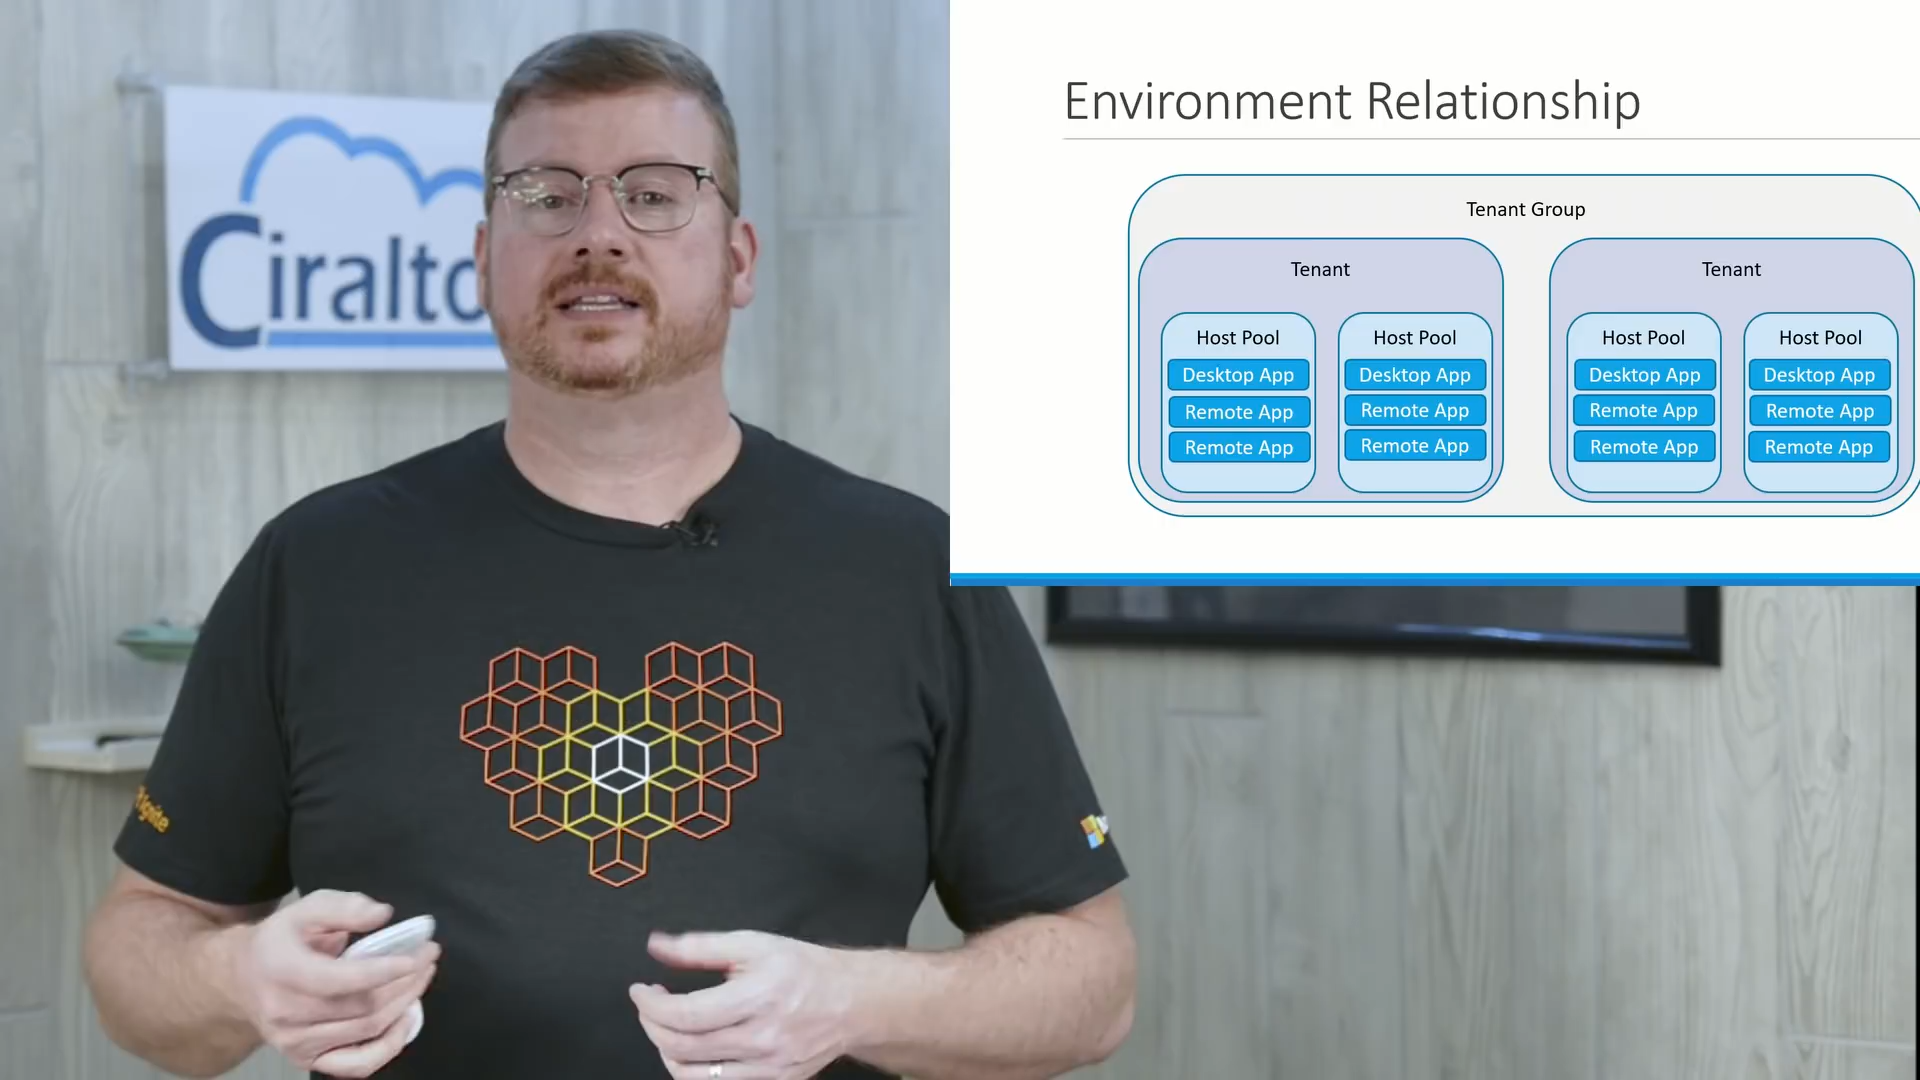 Ciralto
Environment Relationship
Tenant Group
Tenant
Tenant
Host Pool
Host Pool
Host Pool
Host Pool
Desktop App
Desktop App
Desktop App
Desktop App
Remote App
Remote App
Remote App
Remote App
Remote App
Remote App
Remote App
Remote App
Ignite